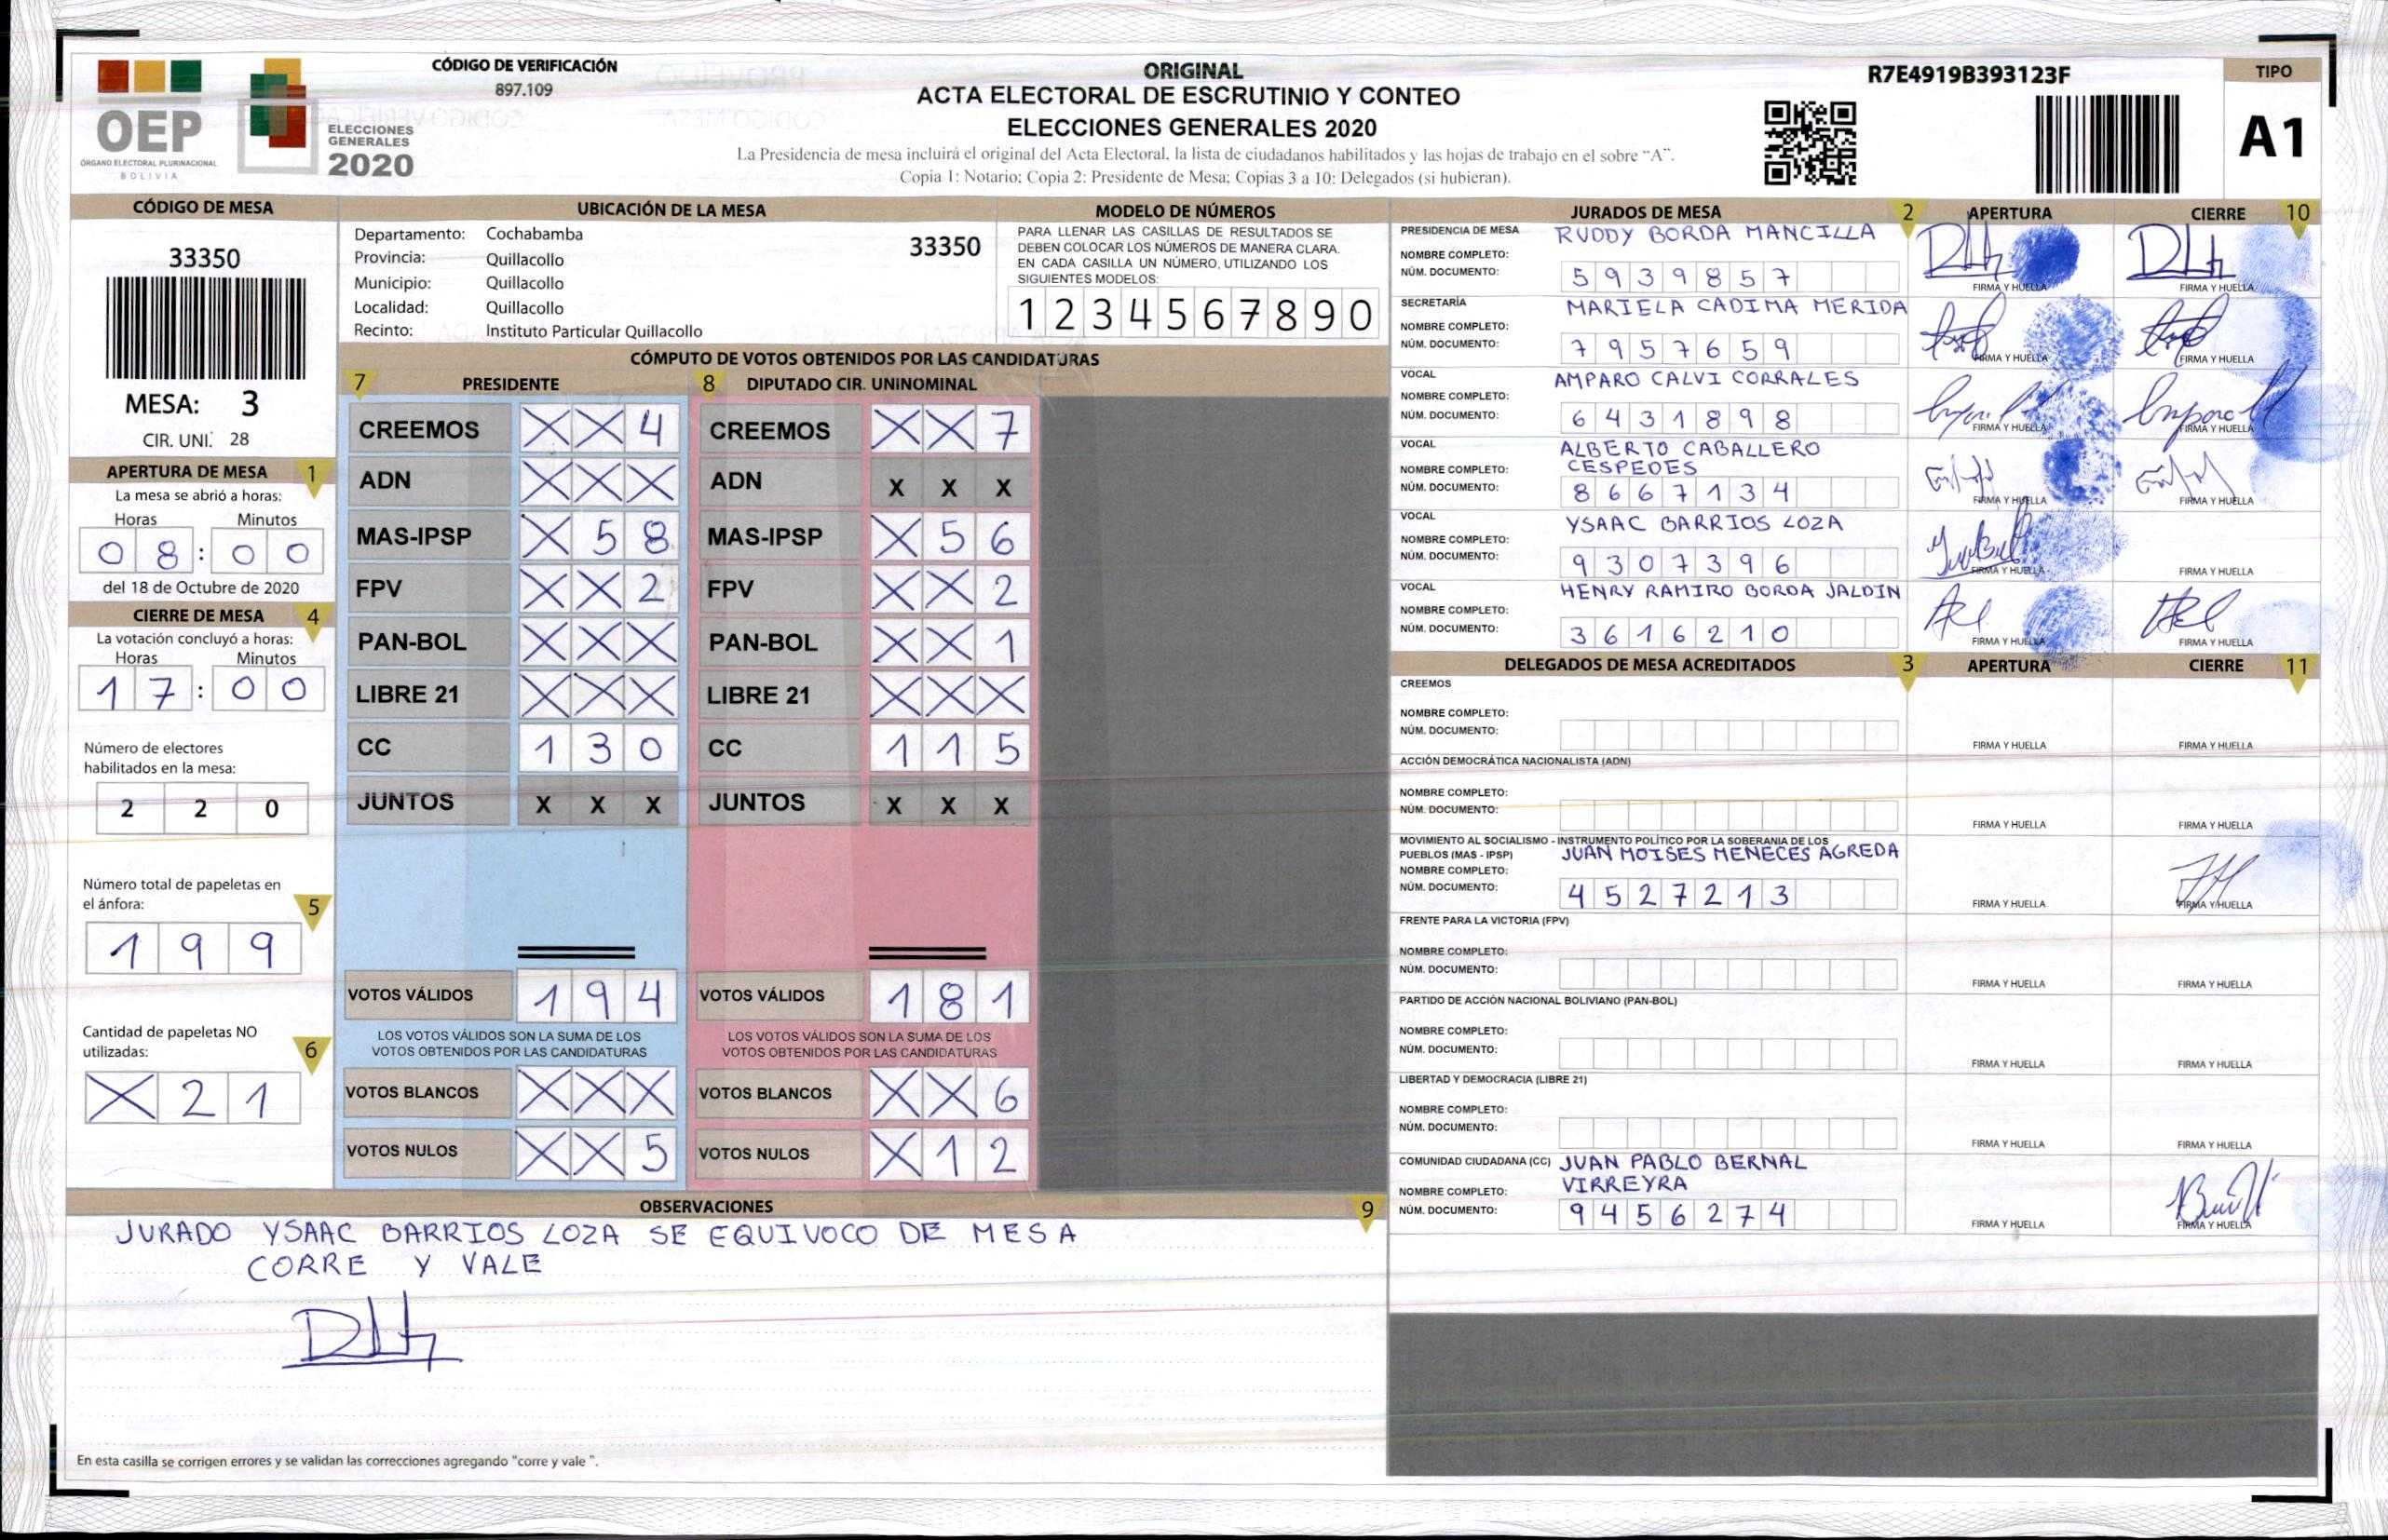 CÓDIGO DE VERIFICACIÓN
897.109
OEP
ÓRGANO ELECTORAL PLURINACIONAL
BOLIVIA
ELECCIONES
GENERALES
2020
ORIGINAL
ACTA ELECTORAL DE ESCRUTINIO Y CONTEO
ELECCIONES GENERALES 2020
La Presidencia de mesa incluirá el original del Acta Electoral, la lista de ciudadanos habilitados y las hojas de trabajo en el sobre “A”.
Copia 1: Notario; Copia 2: Presidente de Mesa; Copias 3 a 10: Delegados (si hubieran).
R7E4919B393123F
TIPO
A1
CÓDIGO DE MESA
33350
MESA: 3
CIR. UNI. 28
APERTURA DE MESA 1
La mesa se abrió a horas:
Horas Minutos
0 8 : 0 0
del 18 de Octubre de 2020
CIERRE DE MESA 4
La votación concluyó a horas:
Horas Minutos
1 7 : 0 0
Número de electores
habilitados en la mesa:
2 2 0
Número total de papeletas en
el ánfora: 5
1 9 9
Cantidad de papeletas NO
utilizadas: 6
X 2 1
UBICACIÓN DE LA MESA
Departamento: Cochabamba 33350
Provincia: Quillacollo
Municipio: Quillacollo
Localidad: Quillacollo
Recinto: Instituto Particular Quillacollo
MODELO DE NÚMEROS
PARA LLENAR LAS CASILLAS DE RESULTADOS SE
DEBEN COLOCAR LOS NÚMEROS DE MANERA CLARA.
EN CADA CASILLA UN NÚMERO, UTILIZANDO LOS
SIGUIENTES MODELOS:
1 2 3 4 5 6 7 8 9 0
CÓMPUTO DE VOTOS OBTENIDOS POR LAS CANDIDATURAS
7 PRESIDENTE 8 DIPUTADO CIR. UNINOMINAL
CREEMOS X X 4 CREEMOS X X 7
ADN X X X ADN X X X
MAS-IPSP X 5 8 MAS-IPSP X 5 6
FPV X X 2 FPV X X 2
PAN-BOL X X X PAN-BOL X X 1
LIBRE 21 X X X LIBRE 21 X X X
CC 1 3 0 CC 1 1 5
JUNTOS X X X JUNTOS X X X
VOTOS VÁLIDOS 1 9 4 VOTOS VÁLIDOS 1 8 1
LOS VOTOS VÁLIDOS SON LA SUMA DE LOS LOS VOTOS VÁLIDOS SON LA SUMA DE LOS
VOTOS OBTENIDOS POR LAS CANDIDATURAS VOTOS OBTENIDOS POR LAS CANDIDATURAS
VOTOS BLANCOS X X X VOTOS BLANCOS X X 6
VOTOS NULOS X X 5 VOTOS NULOS X 1 2
OBSERVACIONES 9
JURADO YSAAC BARRIOS LOZA SE EQUIVOCO DE MESA
CORRE Y VALE
En esta casilla se corrigen errores y se validan las correcciones agregando "corre y vale ".
JURADOS DE MESA 2 APERTURA CIERRE 10
PRESIDENCIA DE MESA RUDDY BORDA MANCILLA
NOMBRE COMPLETO:
NÚM. DOCUMENTO: 5 9 3 9 8 5 7
FIRMA Y HUELLA FIRMA Y HUELLA
SECRETARÍA MARIELA CADIMA MERIDA
NOMBRE COMPLETO:
NÚM. DOCUMENTO: 7 9 5 7 6 5 9
FIRMA Y HUELLA FIRMA Y HUELLA
VOCAL AMPARO CALVI CORRALES
NOMBRE COMPLETO:
NÚM. DOCUMENTO: 6 4 3 1 8 9 8
FIRMA Y HUELLA FIRMA Y HUELLA
VOCAL ALBERTO CABALLERO
NOMBRE COMPLETO: CESPEDES
NÚM. DOCUMENTO: 8 6 6 7 1 3 4
FIRMA Y HUELLA FIRMA Y HUELLA
VOCAL YSAAC BARRIOS LOZA
NOMBRE COMPLETO:
NÚM. DOCUMENTO: 9 3 0 7 3 9 6
FIRMA Y HUELLA FIRMA Y HUELLA
VOCAL HENRY RAMIRO BORDA JALDIN
NOMBRE COMPLETO:
NÚM. DOCUMENTO: 3 6 1 6 2 1 0
FIRMA Y HUELLA FIRMA Y HUELLA
DELEGADOS DE MESA ACREDITADOS 3 APERTURA CIERRE 11
CREEMOS
NOMBRE COMPLETO:
NÚM. DOCUMENTO:
FIRMA Y HUELLA FIRMA Y HUELLA
ACCIÓN DEMOCRÁTICA NACIONALISTA (ADN)
NOMBRE COMPLETO:
NÚM. DOCUMENTO:
FIRMA Y HUELLA FIRMA Y HUELLA
MOVIMIENTO AL SOCIALISMO - INSTRUMENTO POLÍTICO POR LA SOBERANIA DE LOS
PUEBLOS (MAS - IPSP) JUAN MOISES MENECES AGREDA
NOMBRE COMPLETO:
NÚM. DOCUMENTO: 4 5 2 7 2 1 3
FIRMA Y HUELLA FIRMA Y HUELLA
FRENTE PARA LA VICTORIA (FPV)
NOMBRE COMPLETO:
NÚM. DOCUMENTO:
FIRMA Y HUELLA FIRMA Y HUELLA
PARTIDO DE ACCIÓN NACIONAL BOLIVIANO (PAN-BOL)
NOMBRE COMPLETO:
NÚM. DOCUMENTO:
FIRMA Y HUELLA FIRMA Y HUELLA
LIBERTAD Y DEMOCRACIA (LIBRE 21)
NOMBRE COMPLETO:
NÚM. DOCUMENTO:
FIRMA Y HUELLA FIRMA Y HUELLA
COMUNIDAD CIUDADANA (CC) JUAN PABLO BERNAL
NOMBRE COMPLETO: VIRREYRA
NÚM. DOCUMENTO: 9 4 5 6 2 7 4
FIRMA Y HUELLA FIRMA Y HUELLA